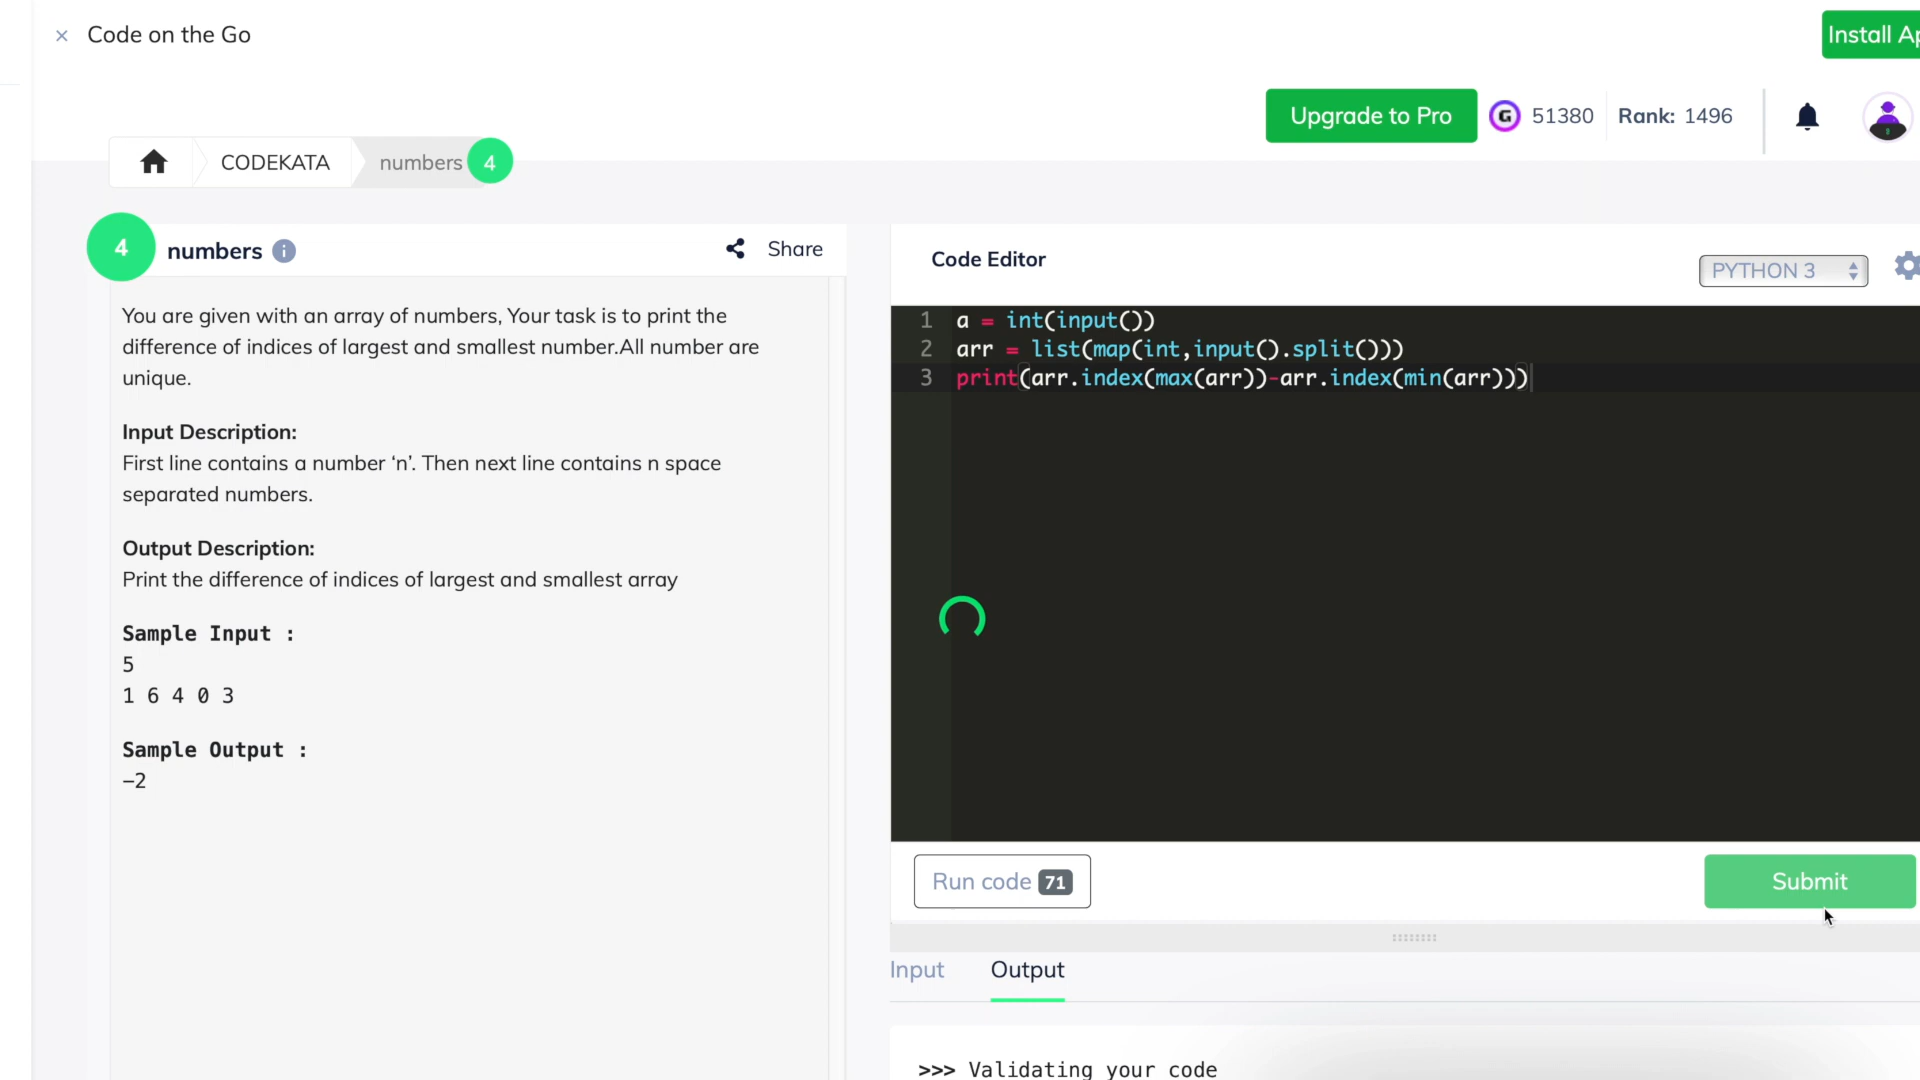 × Code on the Go
Install Ap
Upgrade to Pro G 51380 Rank: 1496
CODEKATA numbers 4
4 numbers i Share
You are given with an array of numbers, Your task is to print the
difference of indices of largest and smallest number.All number are
unique.
Input Description:
First line contains a number ‘n’. Then next line contains n space
separated numbers.
Output Description:
Print the difference of indices of largest and smallest array
Sample Input :
5
1 6 4 0 3
Sample Output :
–2
Code Editor
PYTHON 3
1 a = int(input())
2 arr = list(map(int,input().split()))
3 print(arr.index(max(arr))-arr.index(min(arr)))
Run code 71
Submit
Input Output
>>> Validating your code